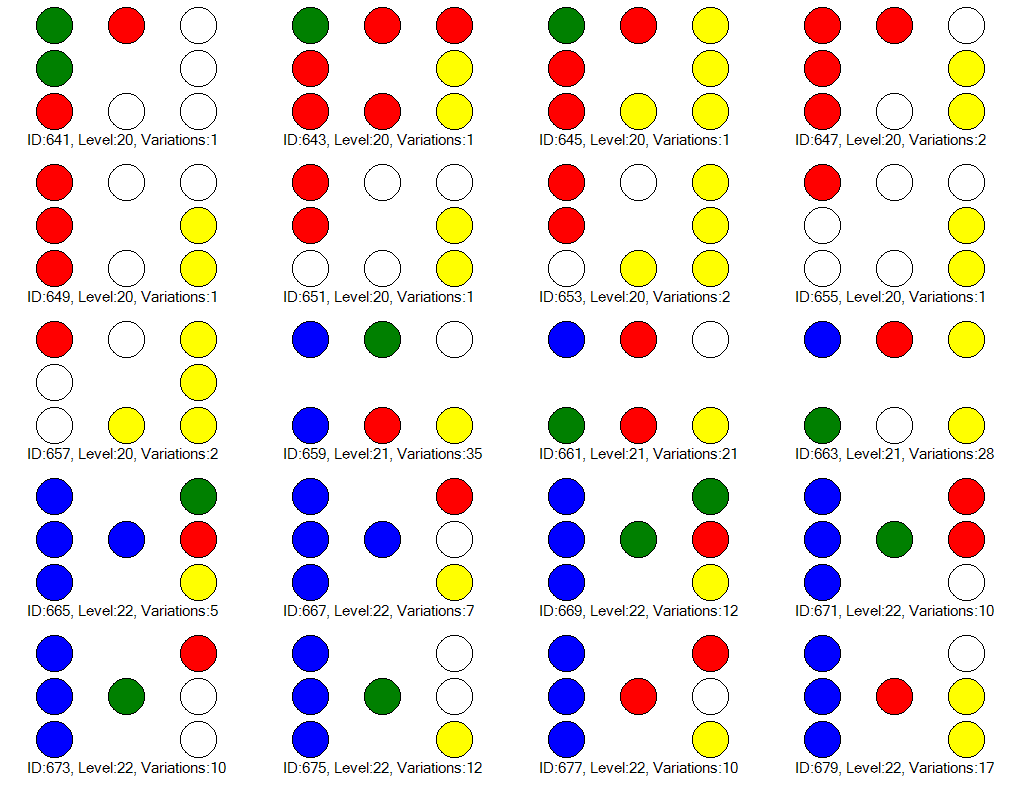 ID:641, Level:20, Variations:1
ID:643, Level:20, Variations:1
ID:645, Level:20, Variations:1
ID:647, Level:20, Variations:2
ID:649, Level:20, Variations:1
ID:651, Level:20, Variations:1
ID:653, Level:20, Variations:2
ID:655, Level:20, Variations:1
ID:657, Level:20, Variations:2
ID:659, Level:21, Variations:35
ID:661, Level:21, Variations:21
ID:663, Level:21, Variations:28
ID:665, Level:22, Variations:5
ID:667, Level:22, Variations:7
ID:669, Level:22, Variations:12
ID:671, Level:22, Variations:10
ID:673, Level:22, Variations:10
ID:675, Level:22, Variations:12
ID:677, Level:22, Variations:10
ID:679, Level:22, Variations:17